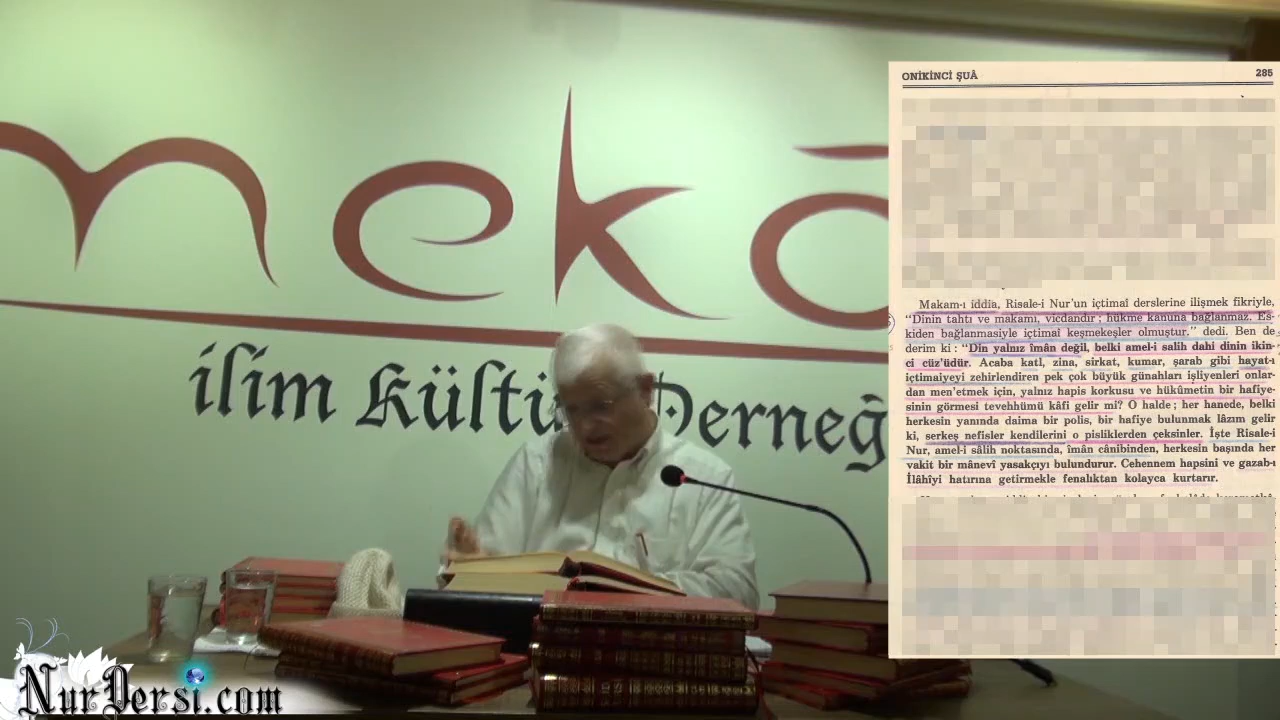 mekâ
ilim Kültü Derneğ
NurDersi.com
ONİKİNCİ ŞUÂ 285
Makam-ı iddia, Risale-i Nur'un içtimaî derslerine ilişmek fikriyle,
"Dinin tahtı ve makamı, vicdandır; hükme kanuna bağlanmaz. Es-
kiden bağlanmasiyle içtimaî keşmekeşler olmuştur." dedi. Ben de
derim ki: "Din yalnız îmân değil, belki amel-i salih dahi dinin ikin-
ci cüz'üdür. Acaba katl, zina, sirkat, kumar, şarab gibi hayat-ı
içtimaiyeyi zehirlendiren pek çok büyük günahları işliyenleri onlar-
dan men'etmek için, yalnız hapis korkusu ve hükûmetin bir hafiye-
sinin görmesi tevehhümü kâfi gelir mi? O halde; her hanede, belki
herkesin yanında daima bir polis, bir hafiye bulunmak lâzım gelir
ki, serkeş nefisler kendilerini o pisliklerden çeksinler. İşte Risale-i
Nur, amel-i sâlih noktasında, îmân cânibinden, herkesin başında her
vakit bir mânevî yasakçıyı bulundurur. Cehennem hapsini ve gazab-ı
İlâhîyi hatırına getirmekle fenalıktan kolayca kurtarır.